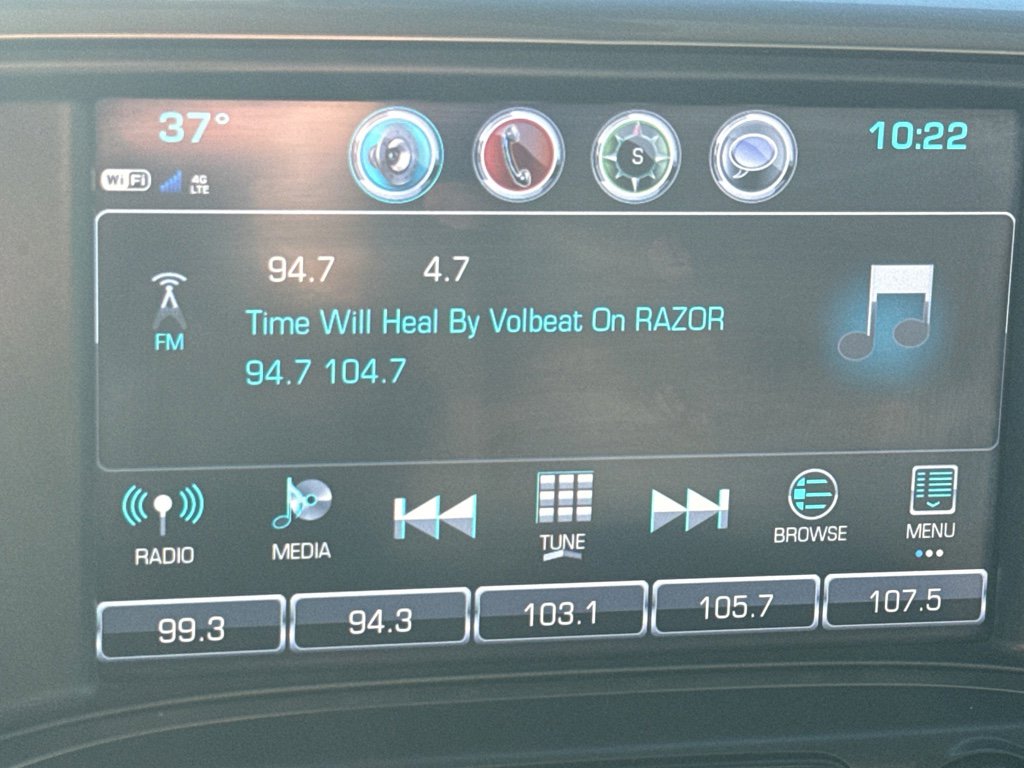 37°
10:22
WiFi
4G
LTE
S
94.7 4.7
Time Will Heal By Volbeat On RAZOR
94.7 104.7
FM
RADIO
MEDIA
TUNE
BROWSE
MENU
99.3
94.3
103.1
105.7
107.5